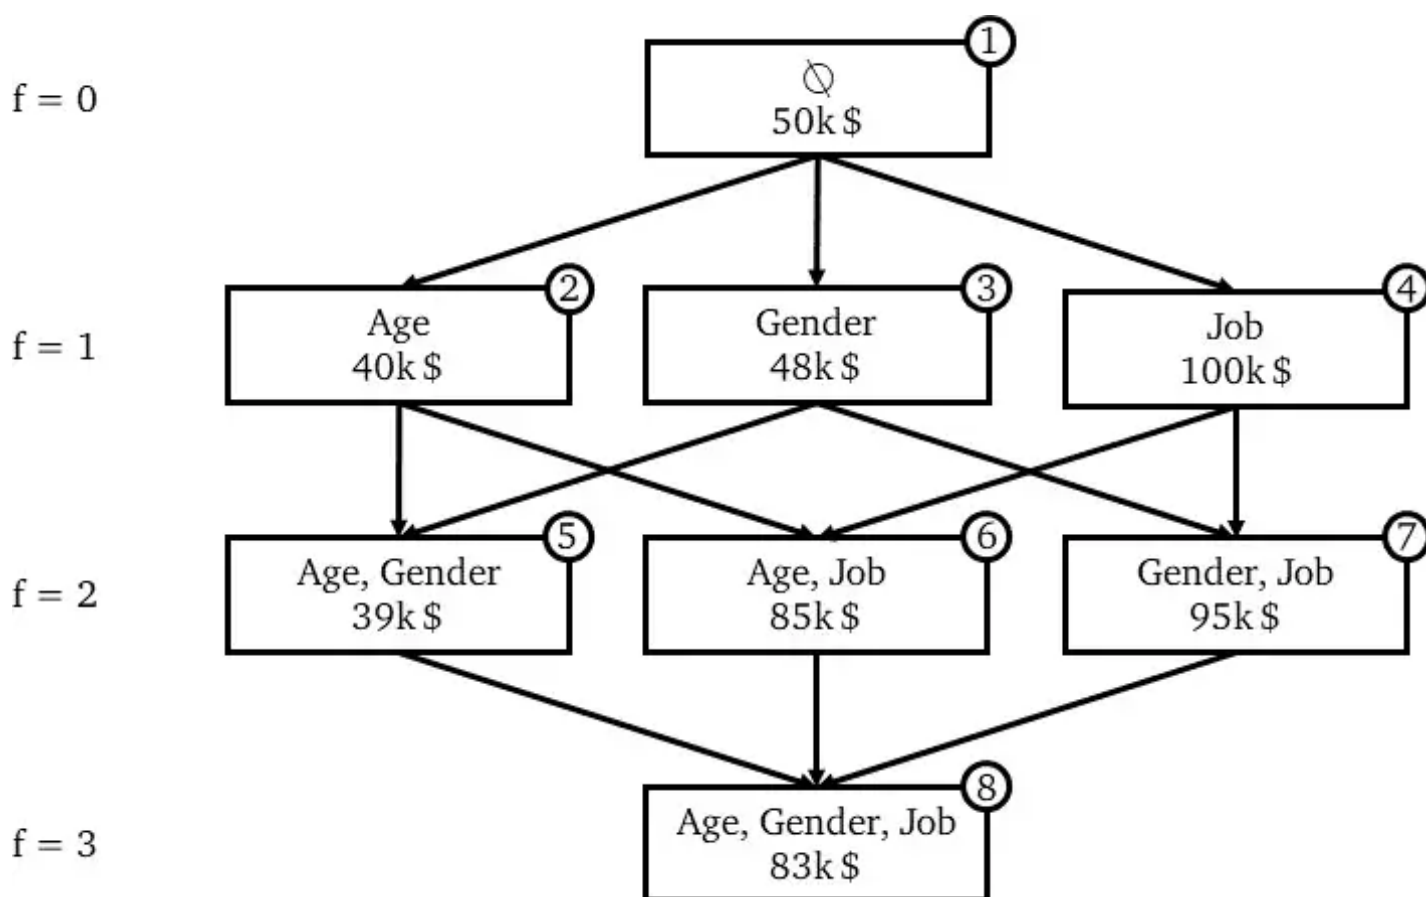 f = 0
1
∅
50k $
f = 1
2
Age
40k $
3
Gender
48k $
4
Job
100k $
f = 2
5
Age, Gender
39k $
6
Age, Job
85k $
7
Gender, Job
95k $
f = 3
8
Age, Gender, Job
83k $